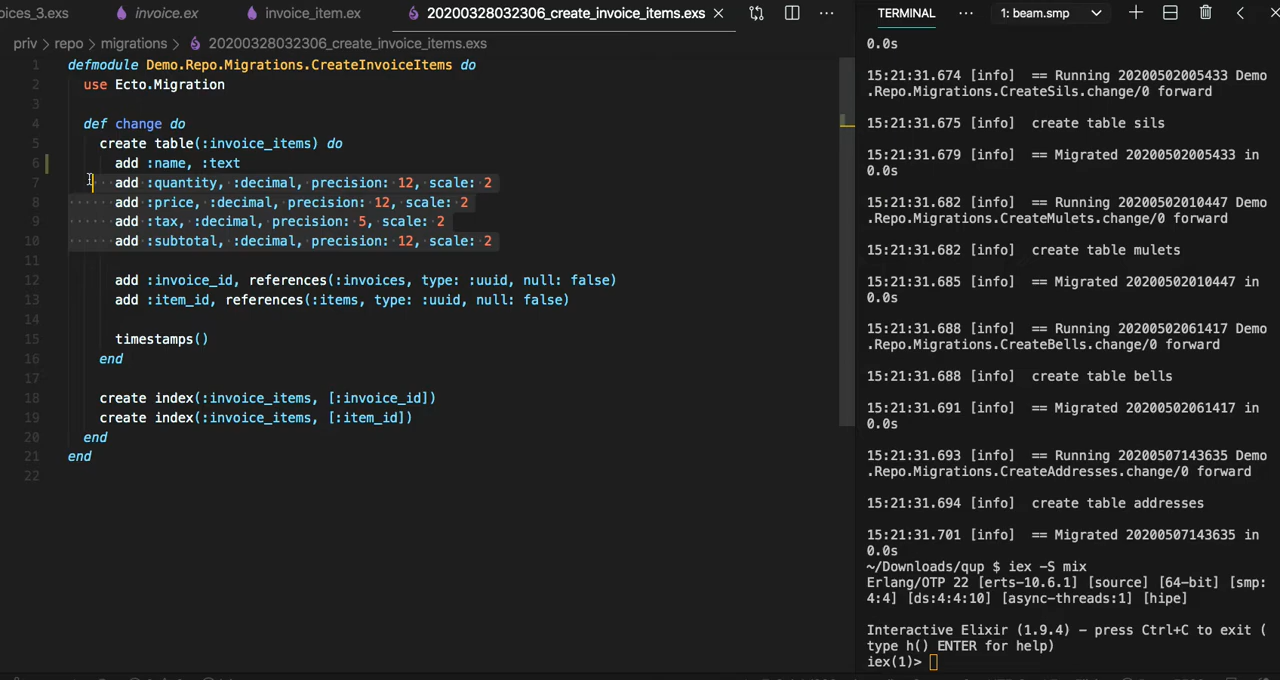 oices_3.exs invoice.ex invoice_item.ex 20200328032306_create_invoice_items.exs
priv > repo > migrations > 20200328032306_create_invoice_items.exs
1 defmodule Demo.Repo.Migrations.CreateInvoiceItems do
2 use Ecto.Migration
3
4 def change do
5 create table(:invoice_items) do
6 add :name, :text
7 add :quantity, :decimal, precision: 12, scale: 2
8 add :price, :decimal, precision: 12, scale: 2
9 add :tax, :decimal, precision: 5, scale: 2
10 add :subtotal, :decimal, precision: 12, scale: 2
11
12 add :invoice_id, references(:invoices, type: :uuid, null: false)
13 add :item_id, references(:items, type: :uuid, null: false)
14
15 timestamps()
16 end
17
18 create index(:invoice_items, [:invoice_id])
19 create index(:invoice_items, [:item_id])
20 end
21 end
22
TERMINAL ··· 1: beam.smp
0.0s
15:21:31.674 [info] == Running 20200502005433 Demo
.Repo.Migrations.CreateSils.change/0 forward
15:21:31.675 [info] create table sils
15:21:31.679 [info] == Migrated 20200502005433 in
0.0s
15:21:31.682 [info] == Running 20200502010447 Demo
.Repo.Migrations.CreateMulets.change/0 forward
15:21:31.682 [info] create table mulets
15:21:31.685 [info] == Migrated 20200502010447 in
0.0s
15:21:31.688 [info] == Running 20200502061417 Demo
.Repo.Migrations.CreateBells.change/0 forward
15:21:31.688 [info] create table bells
15:21:31.691 [info] == Migrated 20200502061417 in
0.0s
15:21:31.693 [info] == Running 20200507143635 Demo
.Repo.Migrations.CreateAddresses.change/0 forward
15:21:31.694 [info] create table addresses
15:21:31.701 [info] == Migrated 20200507143635 in
0.0s
~/Downloads/qup $ iex -S mix
Erlang/OTP 22 [erts-10.6.1] [source] [64-bit] [smp:
4:4] [ds:4:4:10] [async-threads:1] [hipe]
Interactive Elixir (1.9.4) - press Ctrl+C to exit (
type h() ENTER for help)
iex(1)>